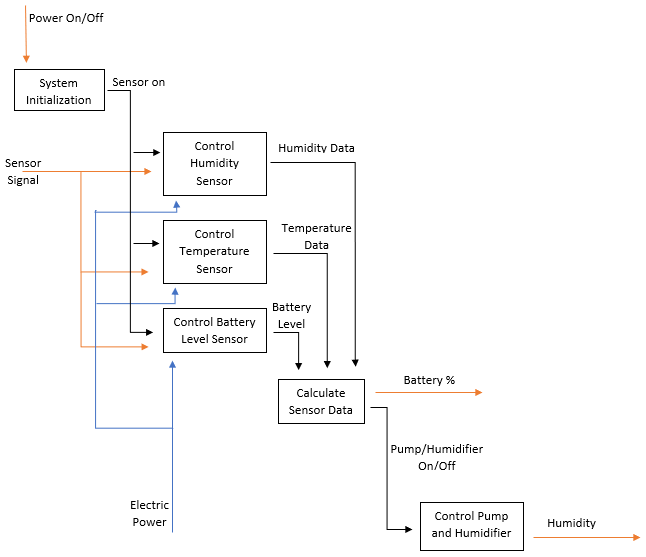 Power On/Off
System
Initialization
Sensor on
Control
Humidity
Sensor
Humidity Data
Sensor
Signal
Control
Temperature
Sensor
Temperature
Data
Control Battery
Level Sensor
Battery
Level
Calculate
Sensor Data
Battery %
Pump/Humidifier
On/Off
Electric
Power
Control Pump
and Humidifier
Humidity